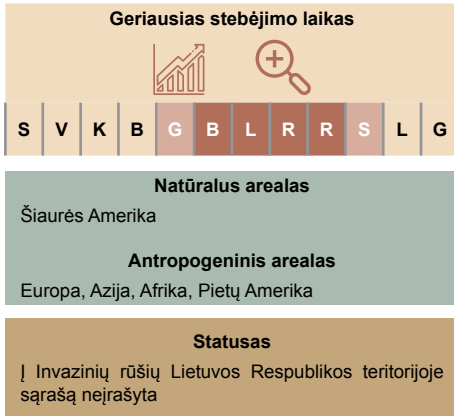 Geriausias stebėjimo laikas
S V K B G B L R R S L G
Natūralus arealas
Šiaurės Amerika
Antropogeninis arealas
Europa, Azija, Afrika, Pietų Amerika
Statusas
Į Invazinių rūšių Lietuvos Respublikos teritorijoje
sąrašą neįrašyta